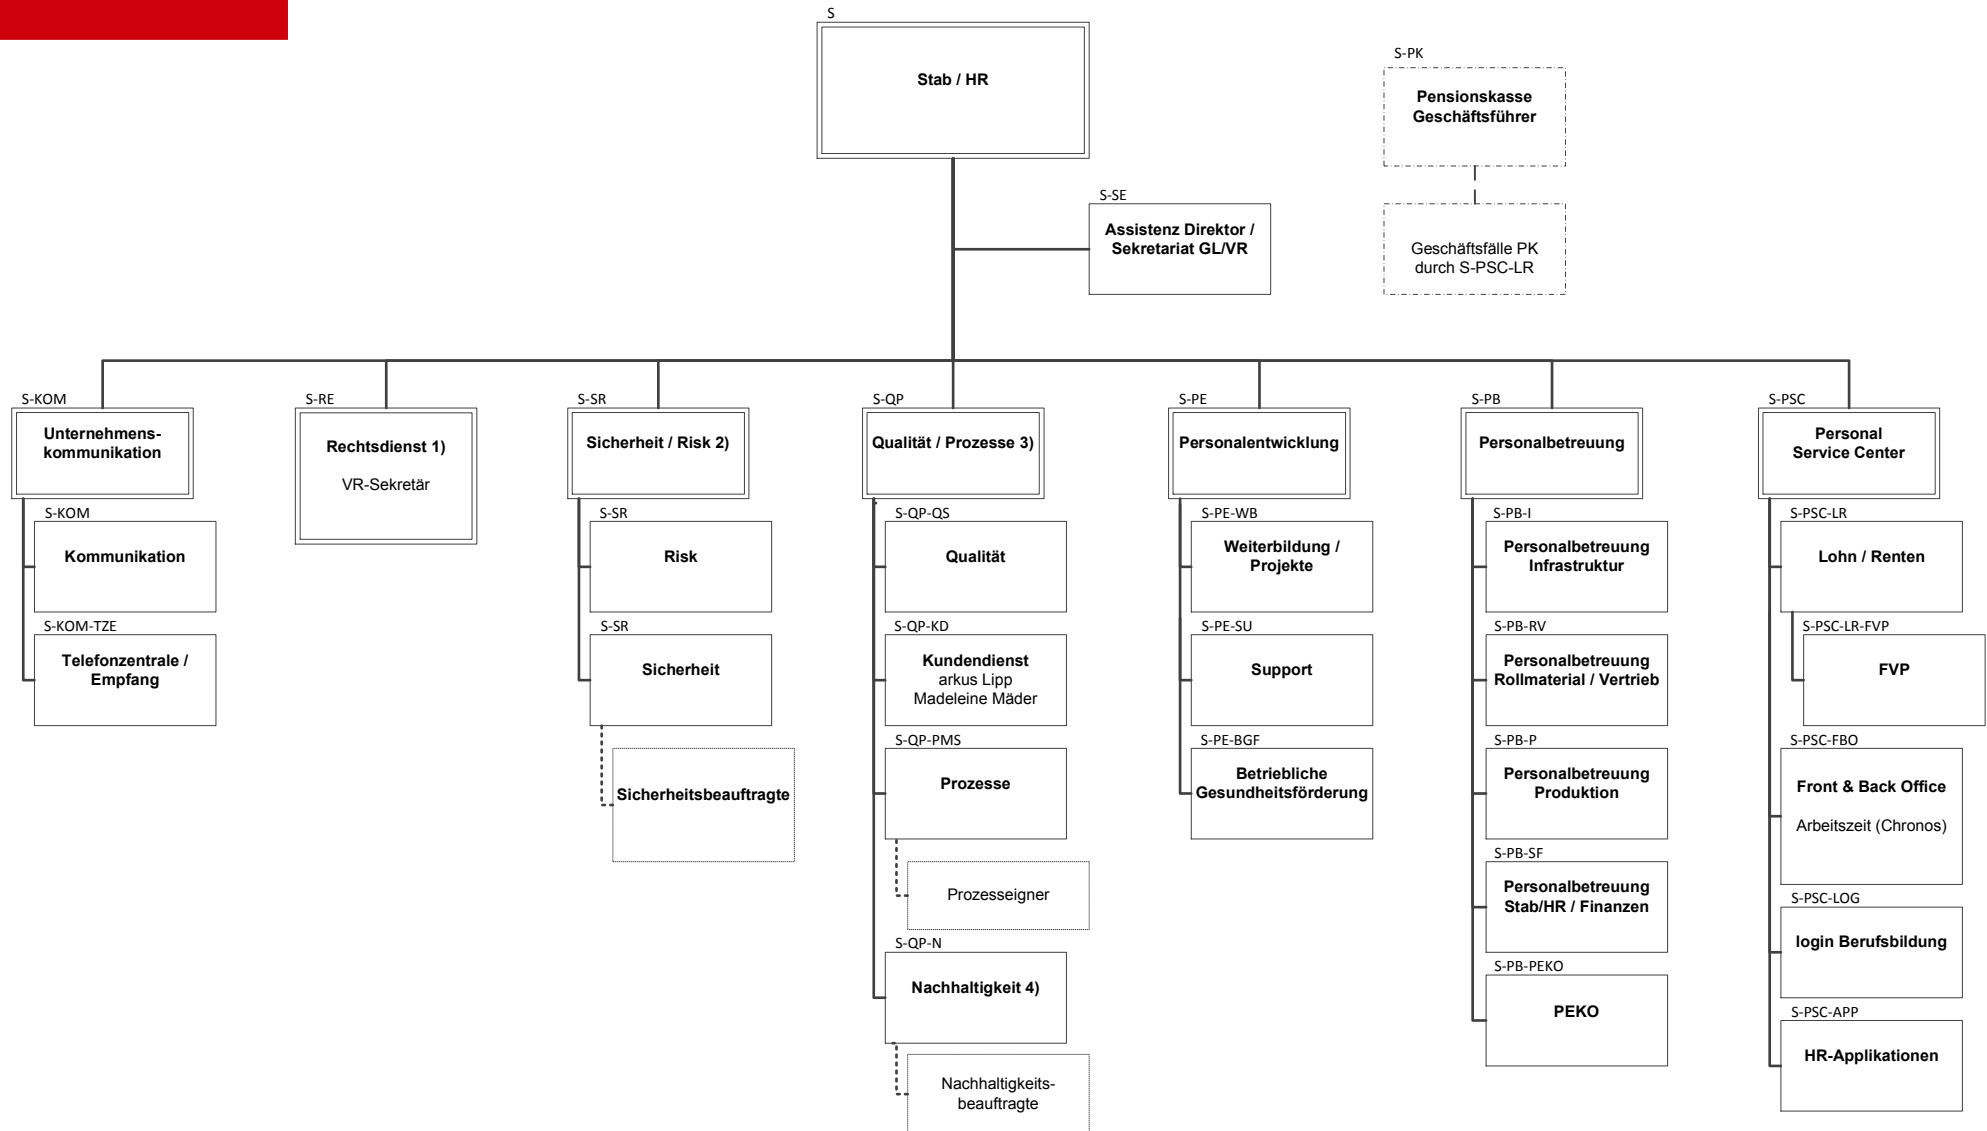 S
Stab / HR
S-PK
Pensionskasse
Geschäftsführer
S-SE
Assistenz Direktor /
Sekretariat GL/VR
Geschäftsfälle PK
durch S-PSC-LR
S-KOM
Unternehmens-
kommunikation
S-KOM
Kommunikation
S-KOM-TZE
Telefonzentrale /
Empfang
S-RE
Rechtsdienst 1)
VR-Sekretär
S-SR
Sicherheit / Risk 2)
S-SR
Risk
S-SR
Sicherheit
Sicherheitsbeauftragte
S-QP
Qualität / Prozesse 3)
S-QP-QS
Qualität
S-QP-KD
Kundendienst
arkus Lipp
Madeleine Mäder
S-QP-PMS
Prozesse
Prozesseigner
S-QP-N
Nachhaltigkeit 4)
Nachhaltigkeits-
beauftragte
S-PE
Personalentwicklung
S-PE-WB
Weiterbildung /
Projekte
S-PE-SU
Support
S-PE-BGF
Betriebliche
Gesundheitsförderung
S-PB
Personalbetreuung
S-PB-I
Personalbetreuung
Infrastruktur
S-PB-RV
Personalbetreuung
Rollmaterial / Vertrieb
S-PB-P
Personalbetreuung
Produktion
S-PB-SF
Personalbetreuung
Stab/HR / Finanzen
S-PB-PEKO
PEKO
S-PSC
Personal
Service Center
S-PSC-LR
Lohn / Renten
S-PSC-LR-FVP
FVP
S-PSC-FBO
Front & Back Office
Arbeitszeit (Chronos)
S-PSC-LOG
login Berufsbildung
S-PSC-APP
HR-Applikationen